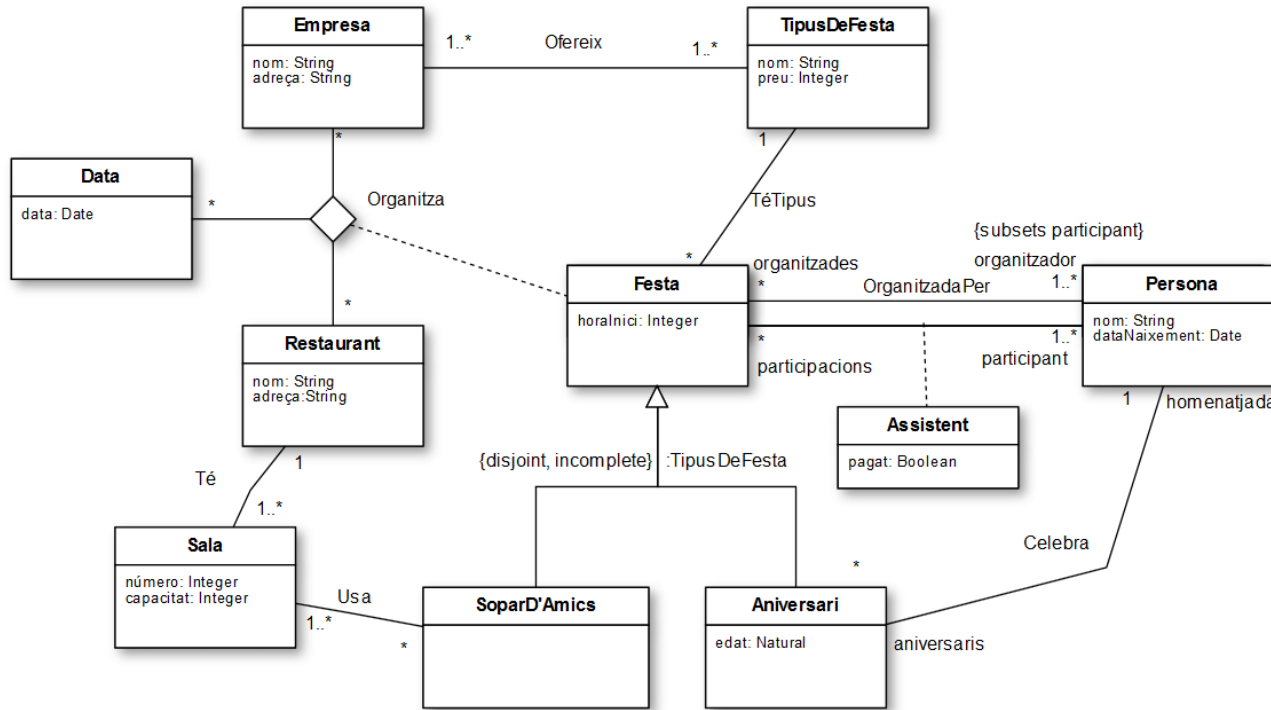 Empresa
nom: String
adreça: String
1..*
Ofereix
1..*
TipusDeFesta
nom: String
preu: Integer
*
1
Data
data: Date
*
Organitza
TéTipus
*
*
{subsets participant}
organitzades
organitzador
Festa
horaInici: Integer
*
OrganitzadaPer
1..*
Persona
nom: String
dataNaixement: Date
*
1..*
participacions
participant
Restaurant
nom: String
adreça:String
1
homenatjada
Assistent
pagat: Boolean
1
Té
1..*
{disjoint, incomplete}
:TipusDeFesta
Sala
número: Integer
capacitat: Integer
Usa
1..*
*
SoparD'Amics
*
Aniversari
edat: Natural
Celebra
aniversaris